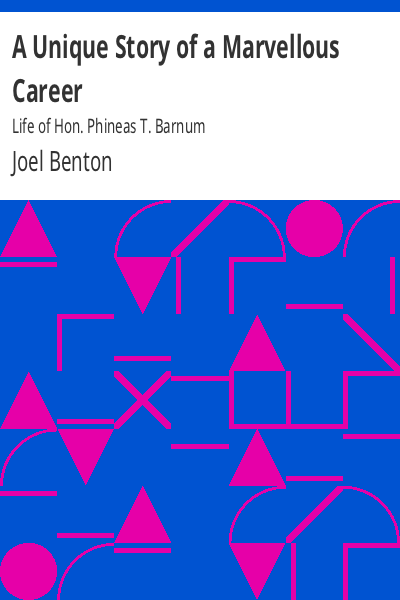 A Unique Story of a Marvellous
Career
Life of Hon. Phineas T. Barnum
Joel Benton